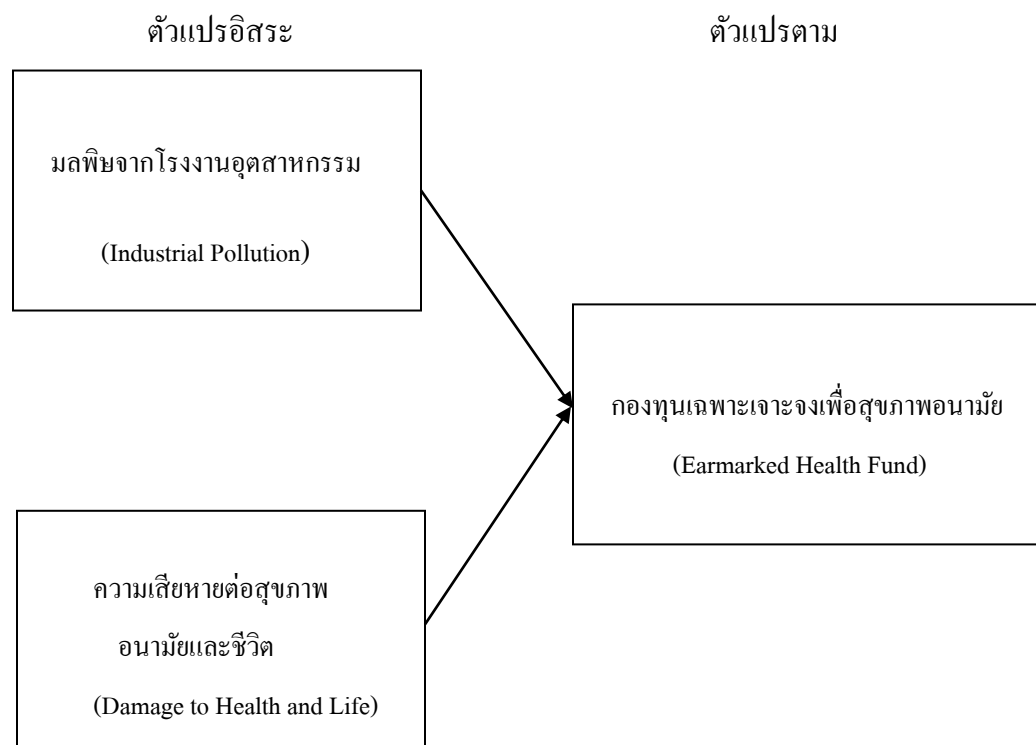 ตัวแปรอิสระ
ตัวแปรตาม
มลพิษจากโรงงานอุตสาหกรรม
(Industrial Pollution)
กองทุนเฉพาะเจาะจงเพื่อสุขภาพอนามัย
(Earmarked Health Fund)
ความเสียหายต่อสุขภาพ
อนามัยและชีวิต
(Damage to Health and Life)